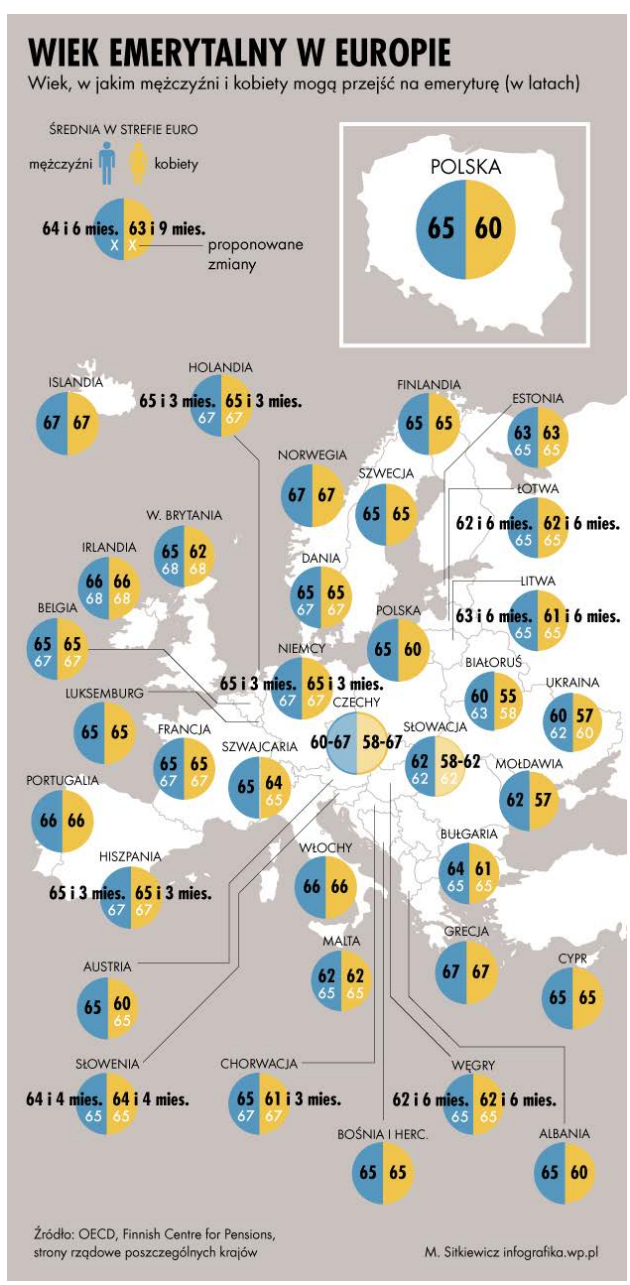 WIEK EMERYTALNY W EUROPIE
Wiek, w jakim mężczyźni i kobiety mogą przejść na emeryturę (w latach)
ŚREDNIA W STREFIE EURO
mężczyźni kobiety
64 i 6 mies. 63 i 9 mies.
X X
proponowane
zmiany
POLSKA
65 60
HOLANDIA
65 i 3 mies. 65 i 3 mies.
67 67
ISLANDIA
67 67
FINLANDIA
65 65
ESTONIA
63 63
65 65
NORWEGIA
67 67
SZWECJA
65 65
ŁOTWA
62 i 6 mies. 62 i 6 mies.
65 65
W. BRYTANIA
65 62
68 68
IRLANDIA
66 66
68 68
DANIA
65 65
67 67
LITWA
63 i 6 mies. 61 i 6 mies.
65 65
BELGIA
65 65
67 67
POLSKA
65 60
NIEMCY
65 i 3 mies. 65 i 3 mies.
67 67
BIAŁORUŚ
60 55
63 58
UKRAINA
60 57
62 60
LUKSEMBURG
65 65
CZECHY
60-67 58-67
FRANCJA
65 65
67 67
SZWAJCARIA
65 64
65
SŁOWACJA
62 58-62
62 62
MOŁDAWIA
62 57
PORTUGALIA
66 66
BUŁGARIA
64 61
65 65
HISZPANIA
65 i 3 mies. 65 i 3 mies.
67 67
WŁOCHY
66 66
GRECJA
67 67
MALTA
62 62
65 65
CYPR
65 65
AUSTRIA
65 60
65
SŁOWENIA
64 i 4 mies. 64 i 4 mies.
65 65
CHORWACJA
65 61 i 3 mies.
67 67
WĘGRY
62 i 6 mies. 62 i 6 mies.
65 65
BOŚNIA I HERC.
65 65
ALBANIA
65 60
Źródło: OECD, Finnish Centre for Pensions,
strony rządowe poszczególnych krajów
M. Sitkiewicz infografika.wp.pl